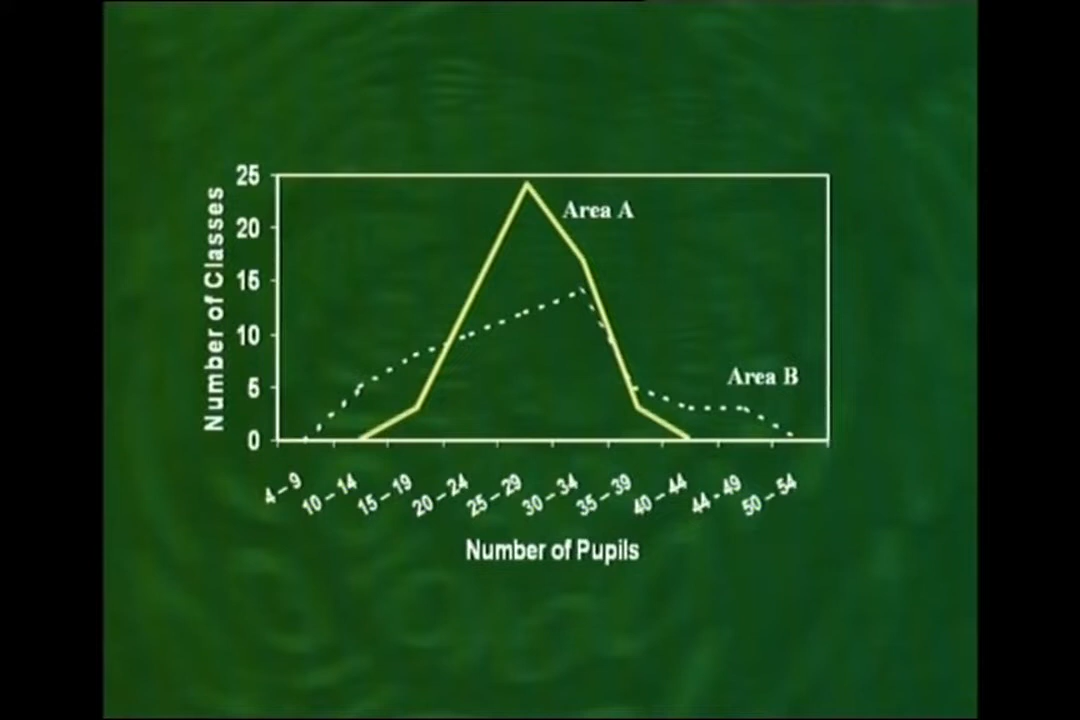 Number of Classes
25
20
15
10
5
0
Area A
Area B
4 – 9
10 – 14
15 – 19
20 – 24
25 – 29
30 – 34
35 – 39
40 – 44
44 - 49
50 – 54
Number of Pupils